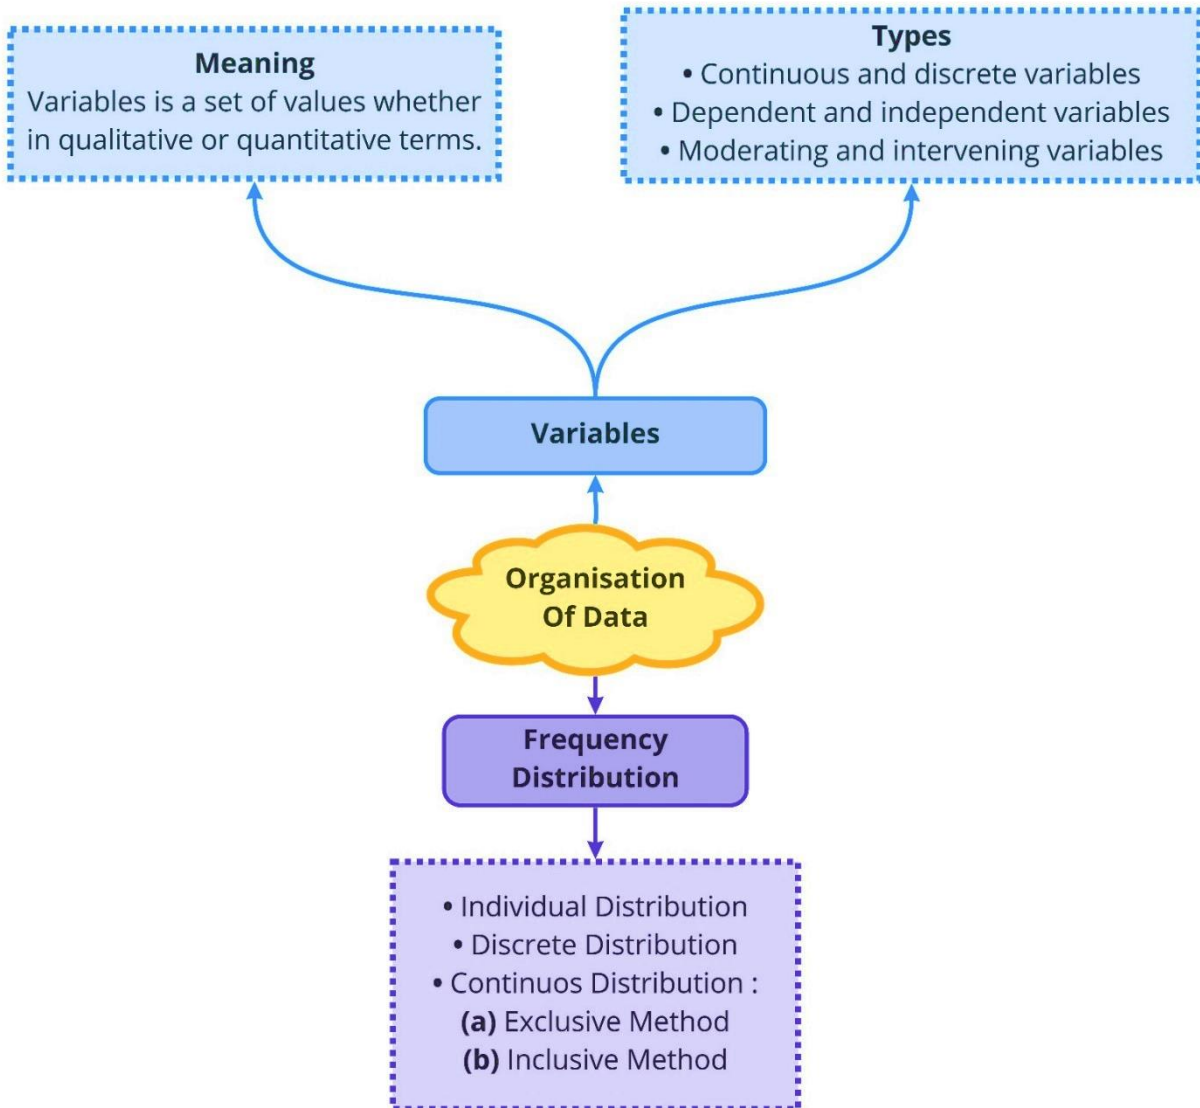 Meaning
Variables is a set of values whether
in qualitative or quantitative terms.
Types
• Continuous and discrete variables
• Dependent and independent variables
• Moderating and intervening variables
Variables
Organisation
Of Data
Frequency
Distribution
• Individual Distribution
• Discrete Distribution
• Continuos Distribution :
(a) Exclusive Method
(b) Inclusive Method